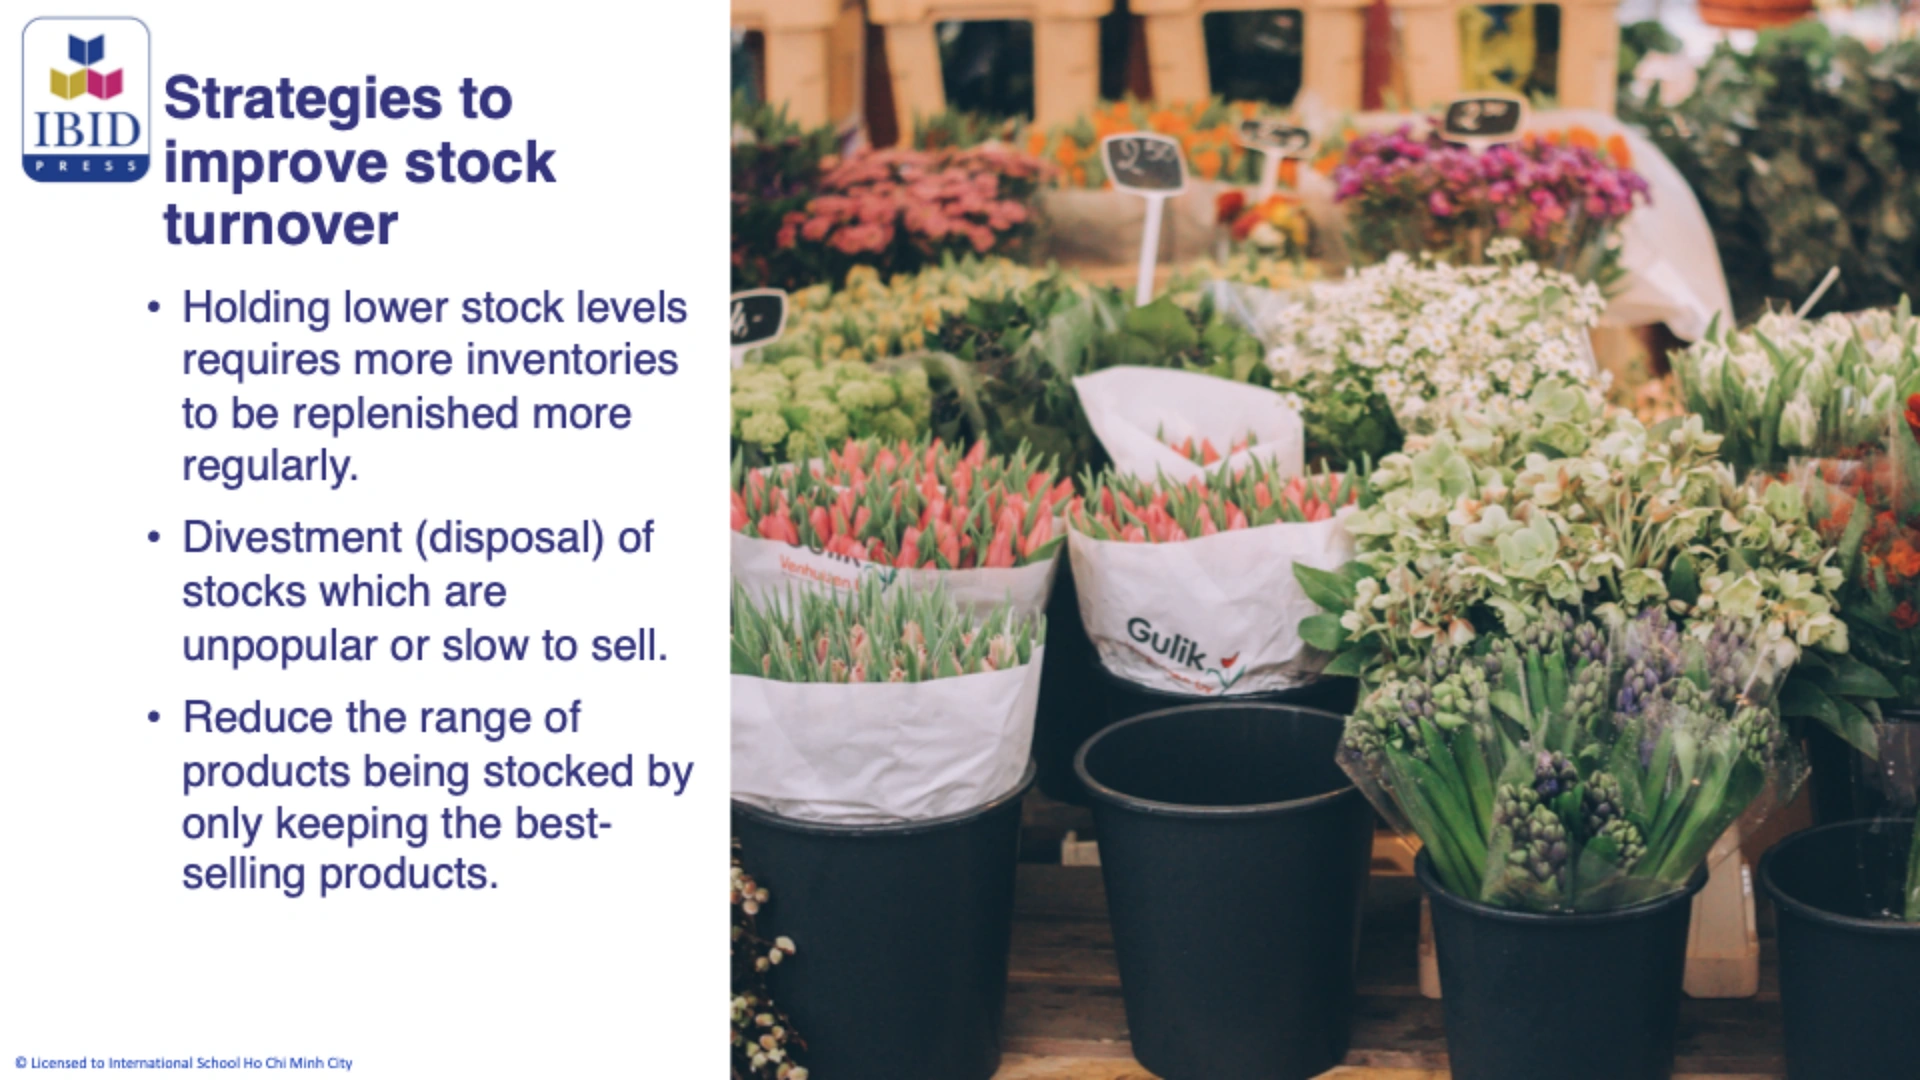 IBID
PRESS
Strategies to
improve stock
turnover
• Holding lower stock levels
requires more inventories
to be replenished more
regularly.
• Divestment (disposal) of
stocks which are
unpopular or slow to sell.
• Reduce the range of
products being stocked by
only keeping the best-
selling products.
Gulik
© Licensed to International School Ho Chi Minh City